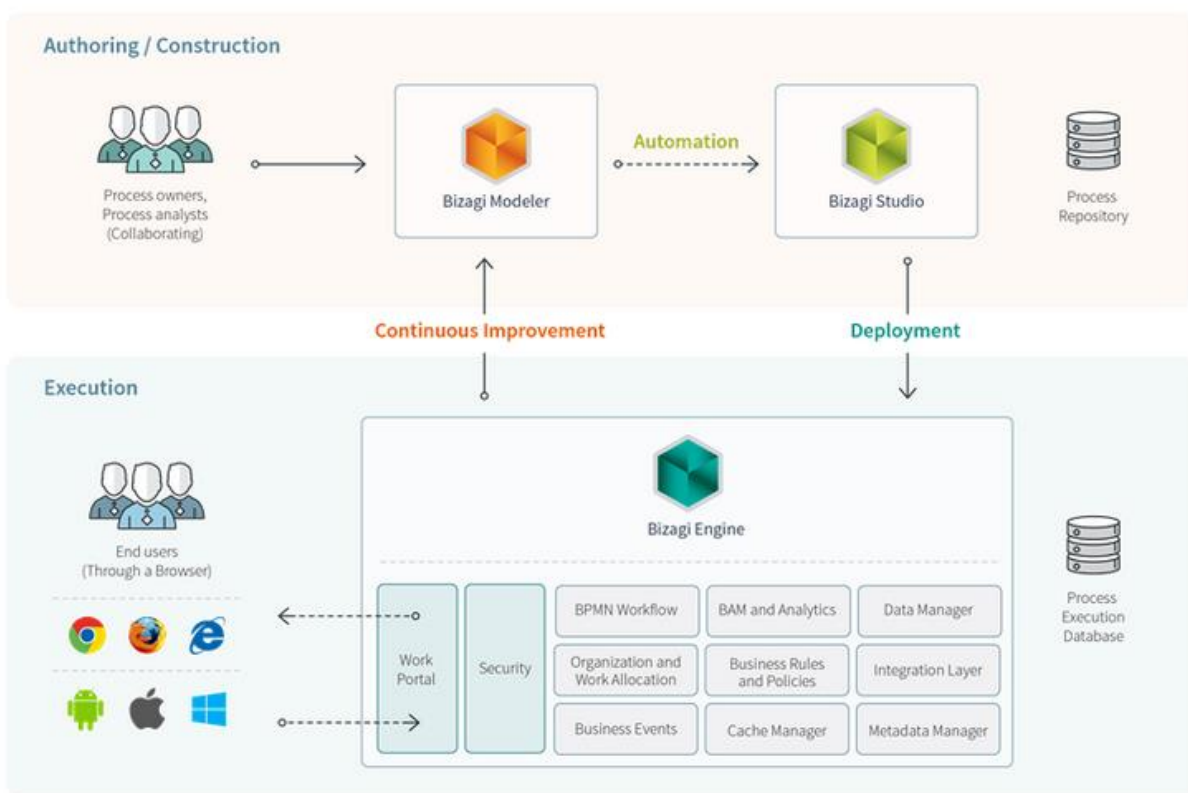 Authoring / Construction
Process owners,
Process analysts
(Collaborating)
Bizagi Modeler
Automation
Bizagi Studio
Process
Repository
Continuous Improvement
Deployment
Execution
End users
(Through a Browser)
Bizagi Engine
Work
Portal
Security
BPMN Workflow
BAM and Analytics
Data Manager
Organization and
Work Allocation
Business Rules
and Policies
Integration Layer
Business Events
Cache Manager
Metadata Manager
Process
Execution
Database